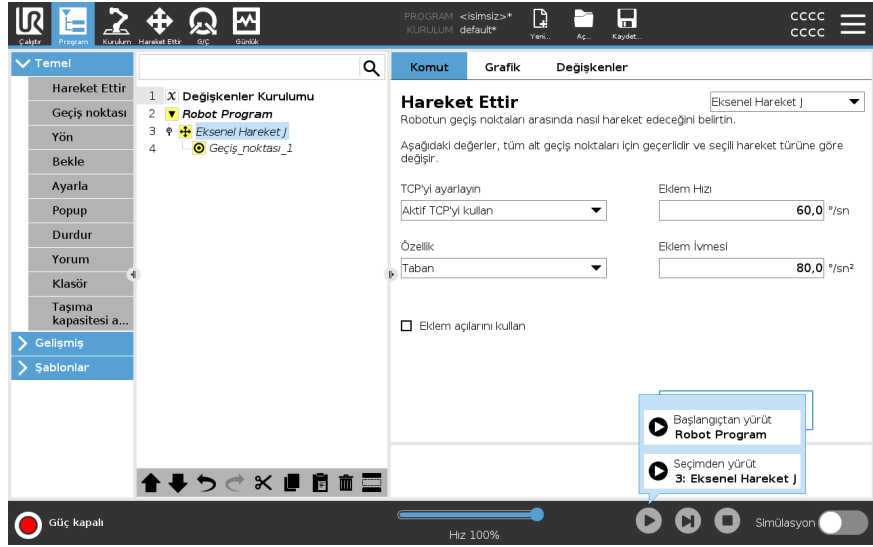 UR
Çalıştır
Program
Kurulum
Hareket Ettir
G/Ç
Günlük
PROGRAM <isimsiz>*
KURULUM default*
Yeni...
Aç...
Kaydet...
CCCC
CCCC
Temel
Hareket Ettir
Geçiş noktası
Yön
Bekle
Ayarla
Popup
Durdur
Yorum
Klasör
Taşıma
kapasitesi a...
Gelişmiş
Şablonlar
1 X Değişkenler Kurulumu
2 Robot Program
3 Eksenel Hareket J
4 Geçiş_noktası_1
Komut
Grafik
Değişkenler
Hareket Ettir
Eksenel Hareket J
Robotun geçiş noktaları arasında nasıl hareket edeceğini belirtin.
Aşağıdaki değerler, tüm alt geçiş noktaları için geçerlidir ve seçili hareket türüne göre
değişir.
TCP'yi ayarlayın
Eklem Hızı
Aktif TCP'yi kullan
60,0 °/sn
Özellik
Eklem İvmesi
Taban
80,0 °/sn²
Eklem açılarını kullan
Başlangıçtan yürüt
Robot Program
Seçimden yürüt
3: Eksenel Hareket J
Güç kapalı
Hız 100%
Simülasyon